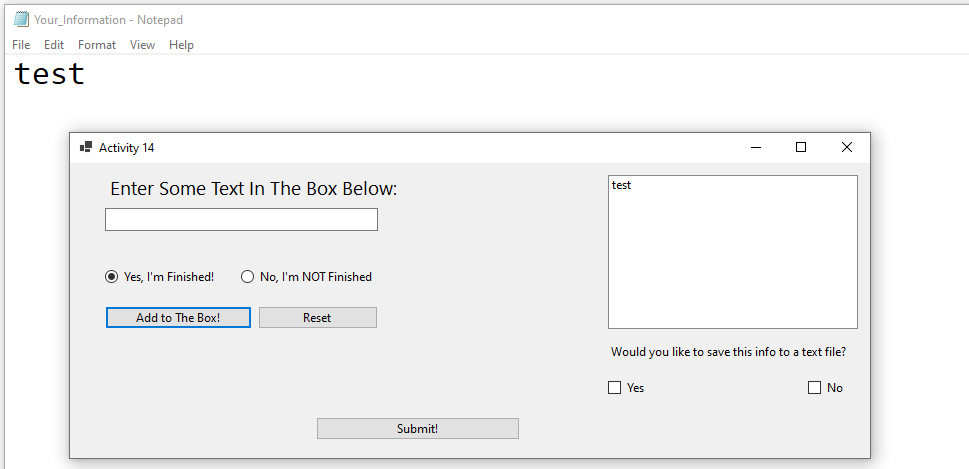 Your_Information - Notepad
File Edit Format View Help
test
Activity 14
Enter Some Text In The Box Below:
test
Yes, I'm Finished! No, I'm NOT Finished
Add to The Box! Reset
Would you like to save this info to a text file?
Yes No
Submit!